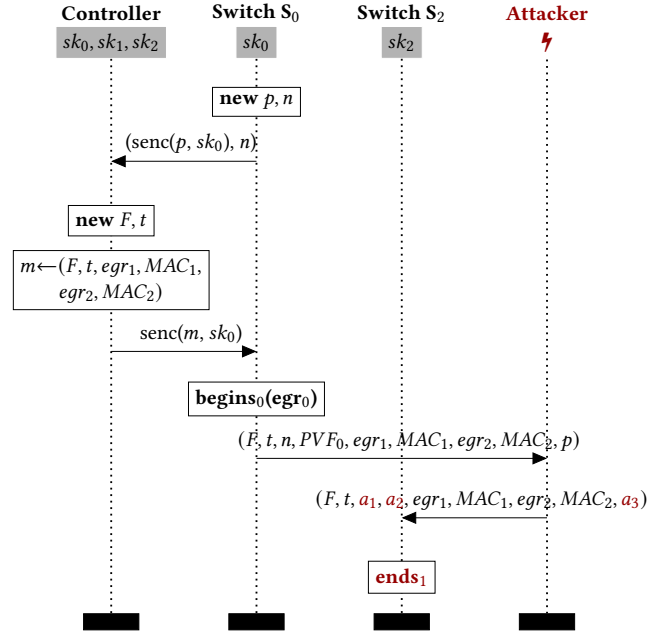 Controller Switch S₀ Switch S₂ Attacker
sk₀, sk₁, sk₂ sk₀ sk₂
new p, n
(senc(p, sk₀), n)
new F, t
m←(F, t, egr₁, MAC₁,
egr₂, MAC₂)
senc(m, sk₀)
begins₀(egr₀)
(F, t, n, PVF₀, egr₁, MAC₁, egr₂, MAC₂, p)
(F, t, a₁, a₂, egr₁, MAC₁, egr₂, MAC₂, a₃)
ends₁